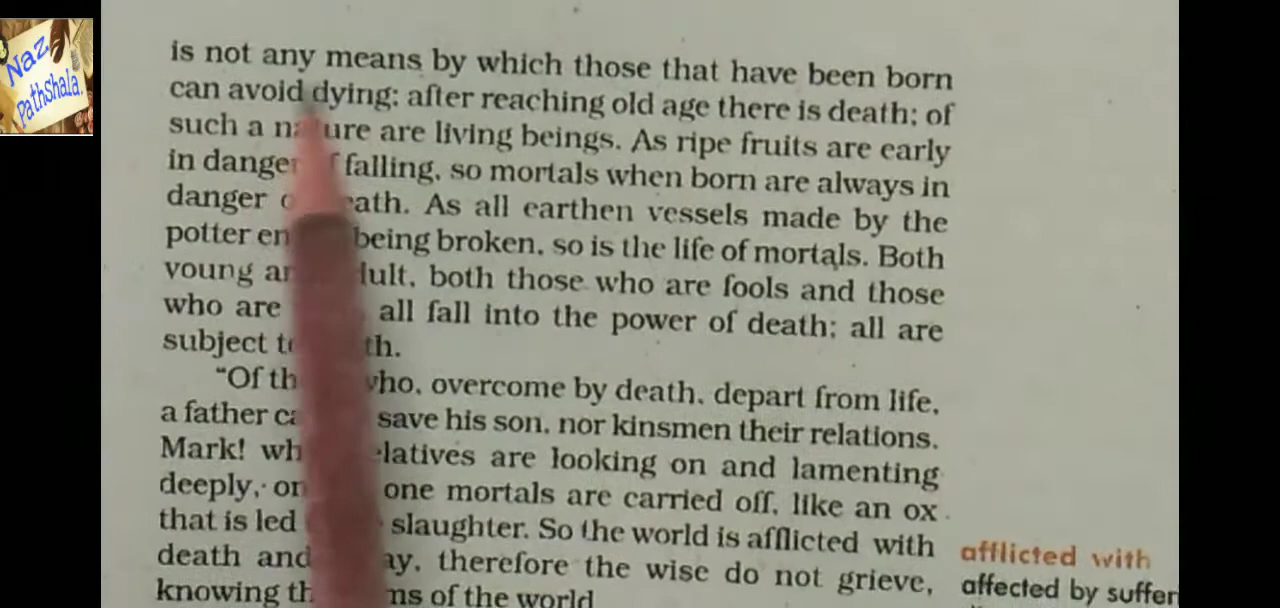 Naz
PathShala.
is not any means by which those that have been born
can avoid dying; after reaching old age there is death; of
such a nature are living beings. As ripe fruits are early
in danger of falling, so mortals when born are always in
danger of death. As all earthen vessels made by the
potter end being broken, so is the life of mortals. Both
young and adult, both those who are fools and those
who are all fall into the power of death; all are
subject to death.
"Of those who, overcome by death, depart from life,
a father cannot save his son, nor kinsmen their relations.
Mark! while relatives are looking on and lamenting
deeply, one one mortals are carried off, like an ox
that is led slaughter. So the world is afflicted with
death and decay, therefore the wise do not grieve,
knowing the terms of the world
afflicted with
affected by suffer